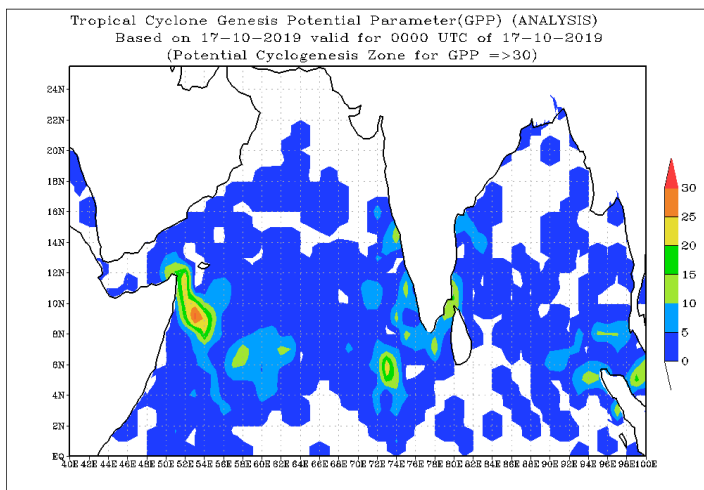 Tropical Cyclone Genesis Potential Parameter(GPP) (ANALYSIS)
Based on 17-10-2019 valid for 0000 UTC of 17-10-2019
(Potential Cyclogenesis Zone for GPP =>30)
24N
22N
20N
18N
16N
14N
12N
10N
8N
6N
4N
2N
EQ
40E 42E 44E 46E 48E 50E 52E 54E 56E 58E 60E 62E 64E 66E 68E 70E 72E 74E 76E 78E 80E 82E 84E 86E 88E 90E 92E 94E 96E 98E 100E
30
25
20
15
10
5
0